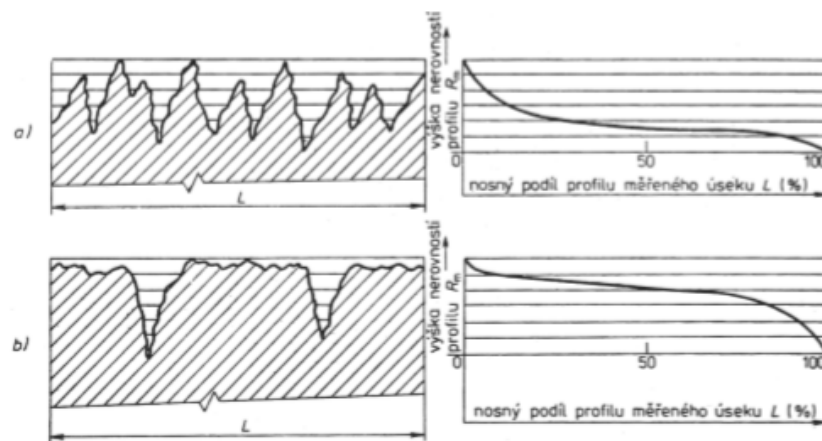 a)
L
výška nerovností
profilu Rm
0
50
100
nosný podíl profilu měřeného úseku L (%)
b)
L
výška nerovností
profilu Rm
0
50
100
nosný podíl profilu měřeného úseku L (%)